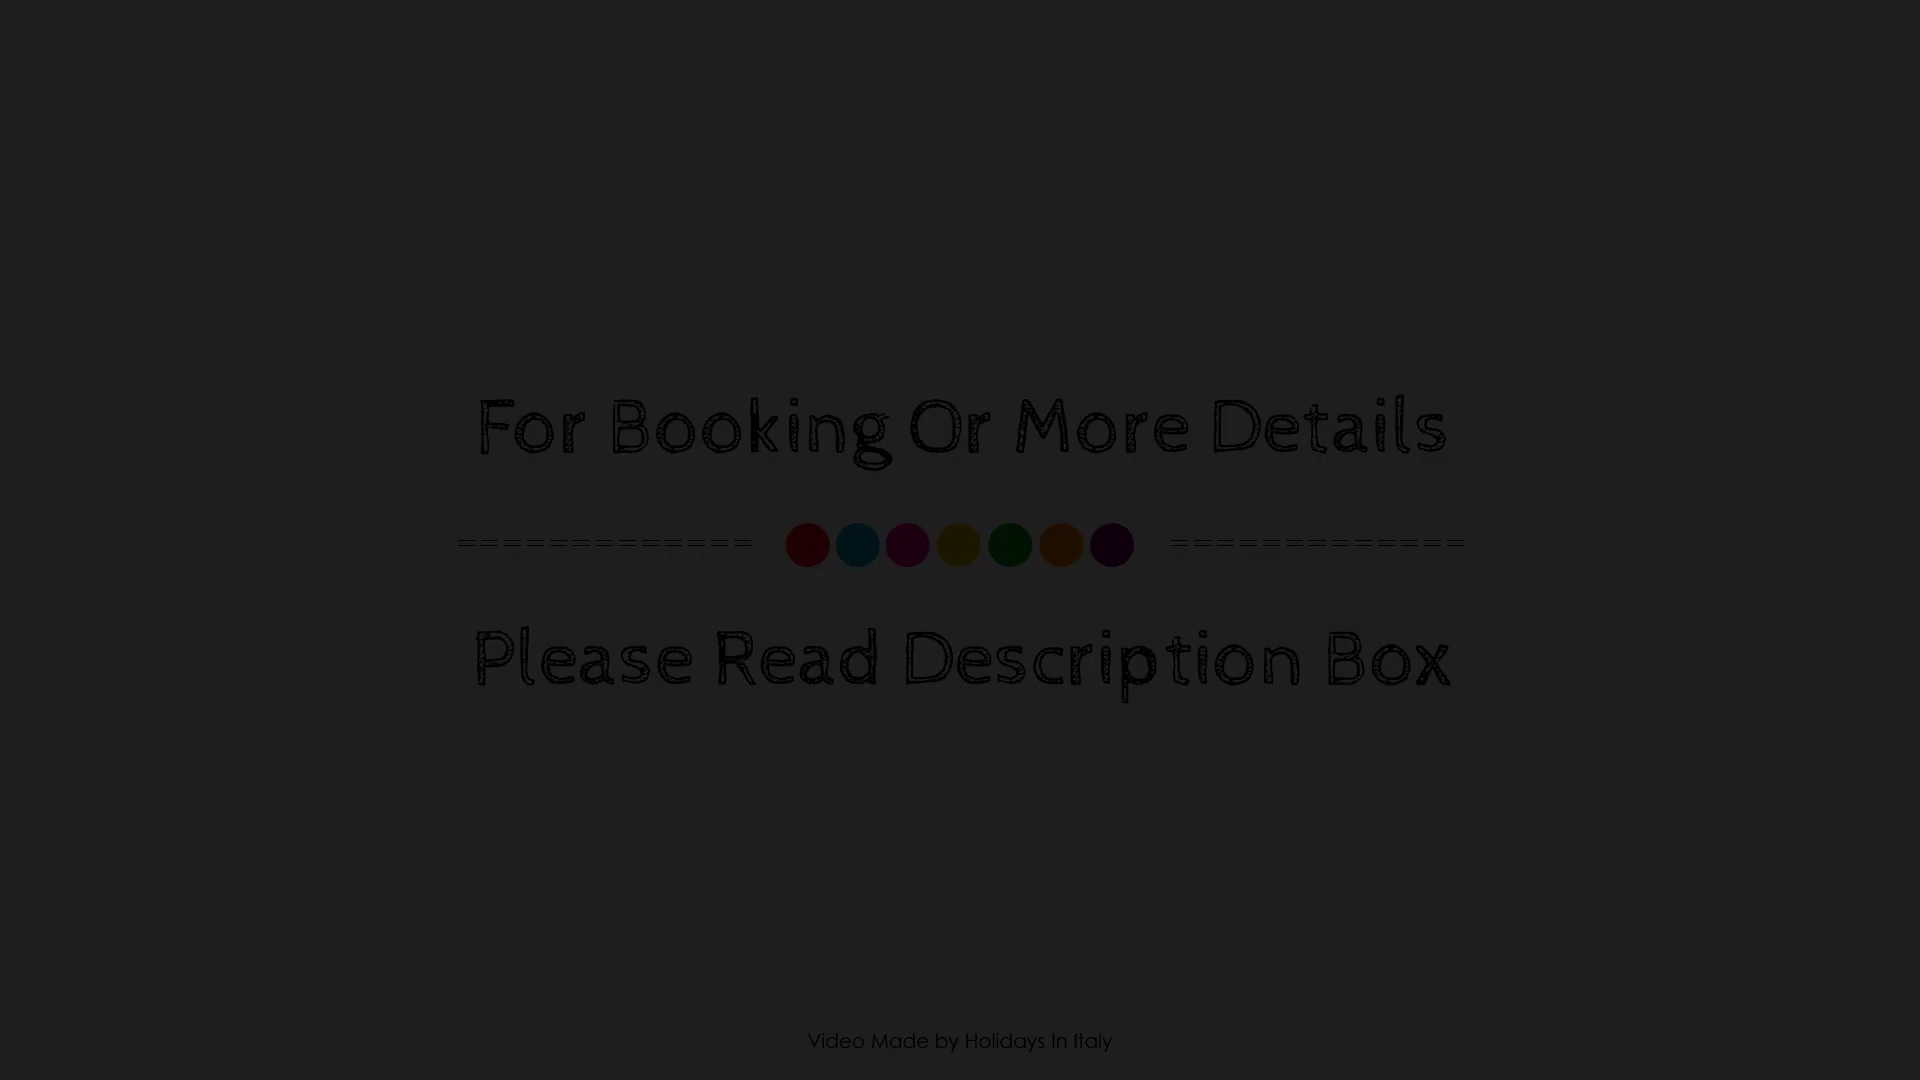 For Booking Or More Details
============= =============
Please Read Description Box
Video Made by Holidays In Italy